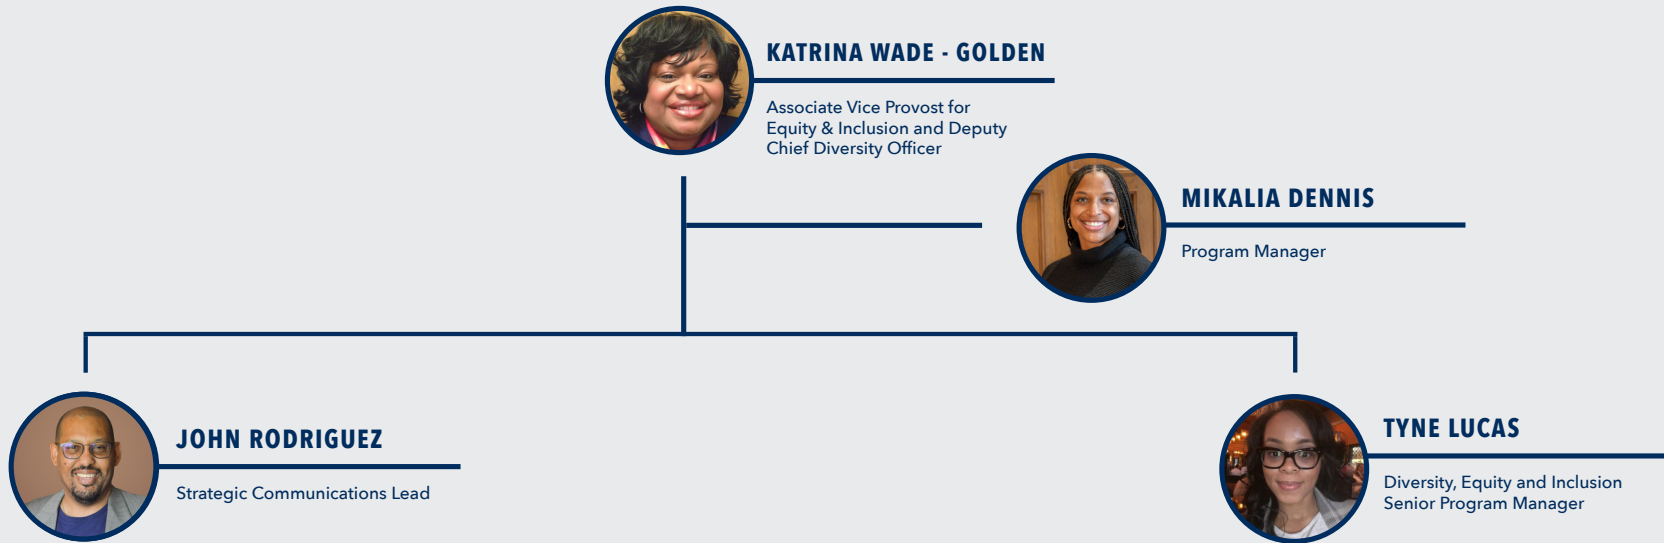 KATRINA WADE - GOLDEN
Associate Vice Provost for
Equity & Inclusion and Deputy
Chief Diversity Officer
MIKALIA DENNIS
Program Manager
JOHN RODRIGUEZ
Strategic Communications Lead
TYNE LUCAS
Diversity, Equity and Inclusion
Senior Program Manager